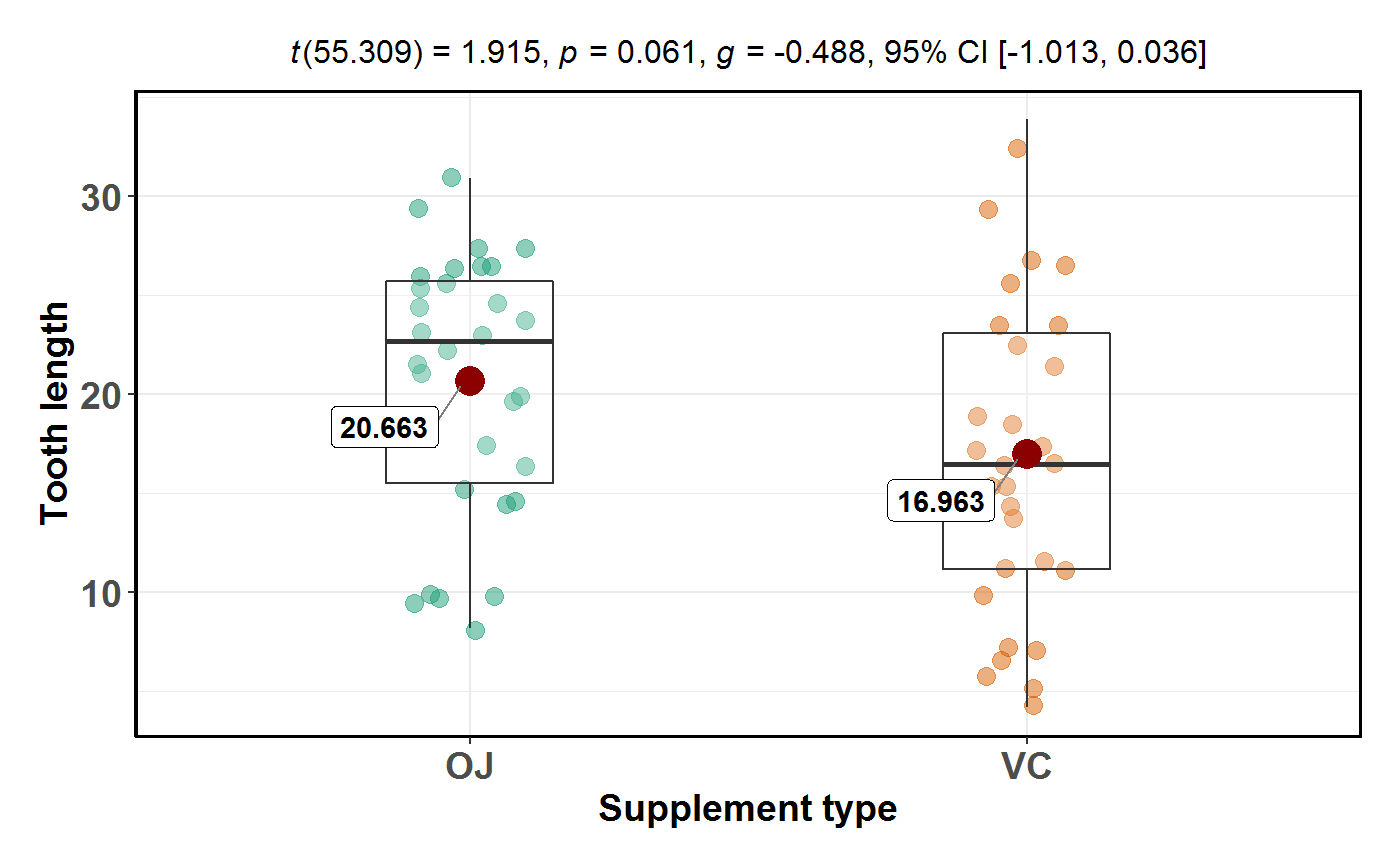 t(55.309) = 1.915, p = 0.061, g = -0.488, 95% CI [-1.013, 0.036]
Tooth length
30
20
10
20.663
16.963
OJ
VC
Supplement type